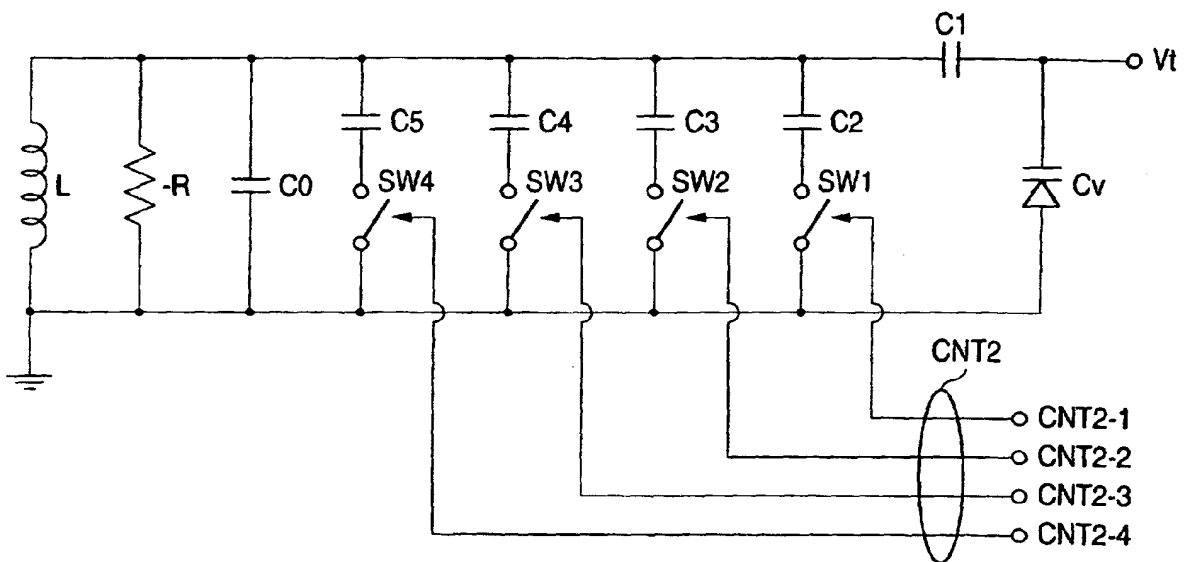 C1
Vt
C5
C4
C3
C2
L
-R
C0
SW4
SW3
SW2
SW1
Cv
CNT2
CNT2-1
CNT2-2
CNT2-3
CNT2-4